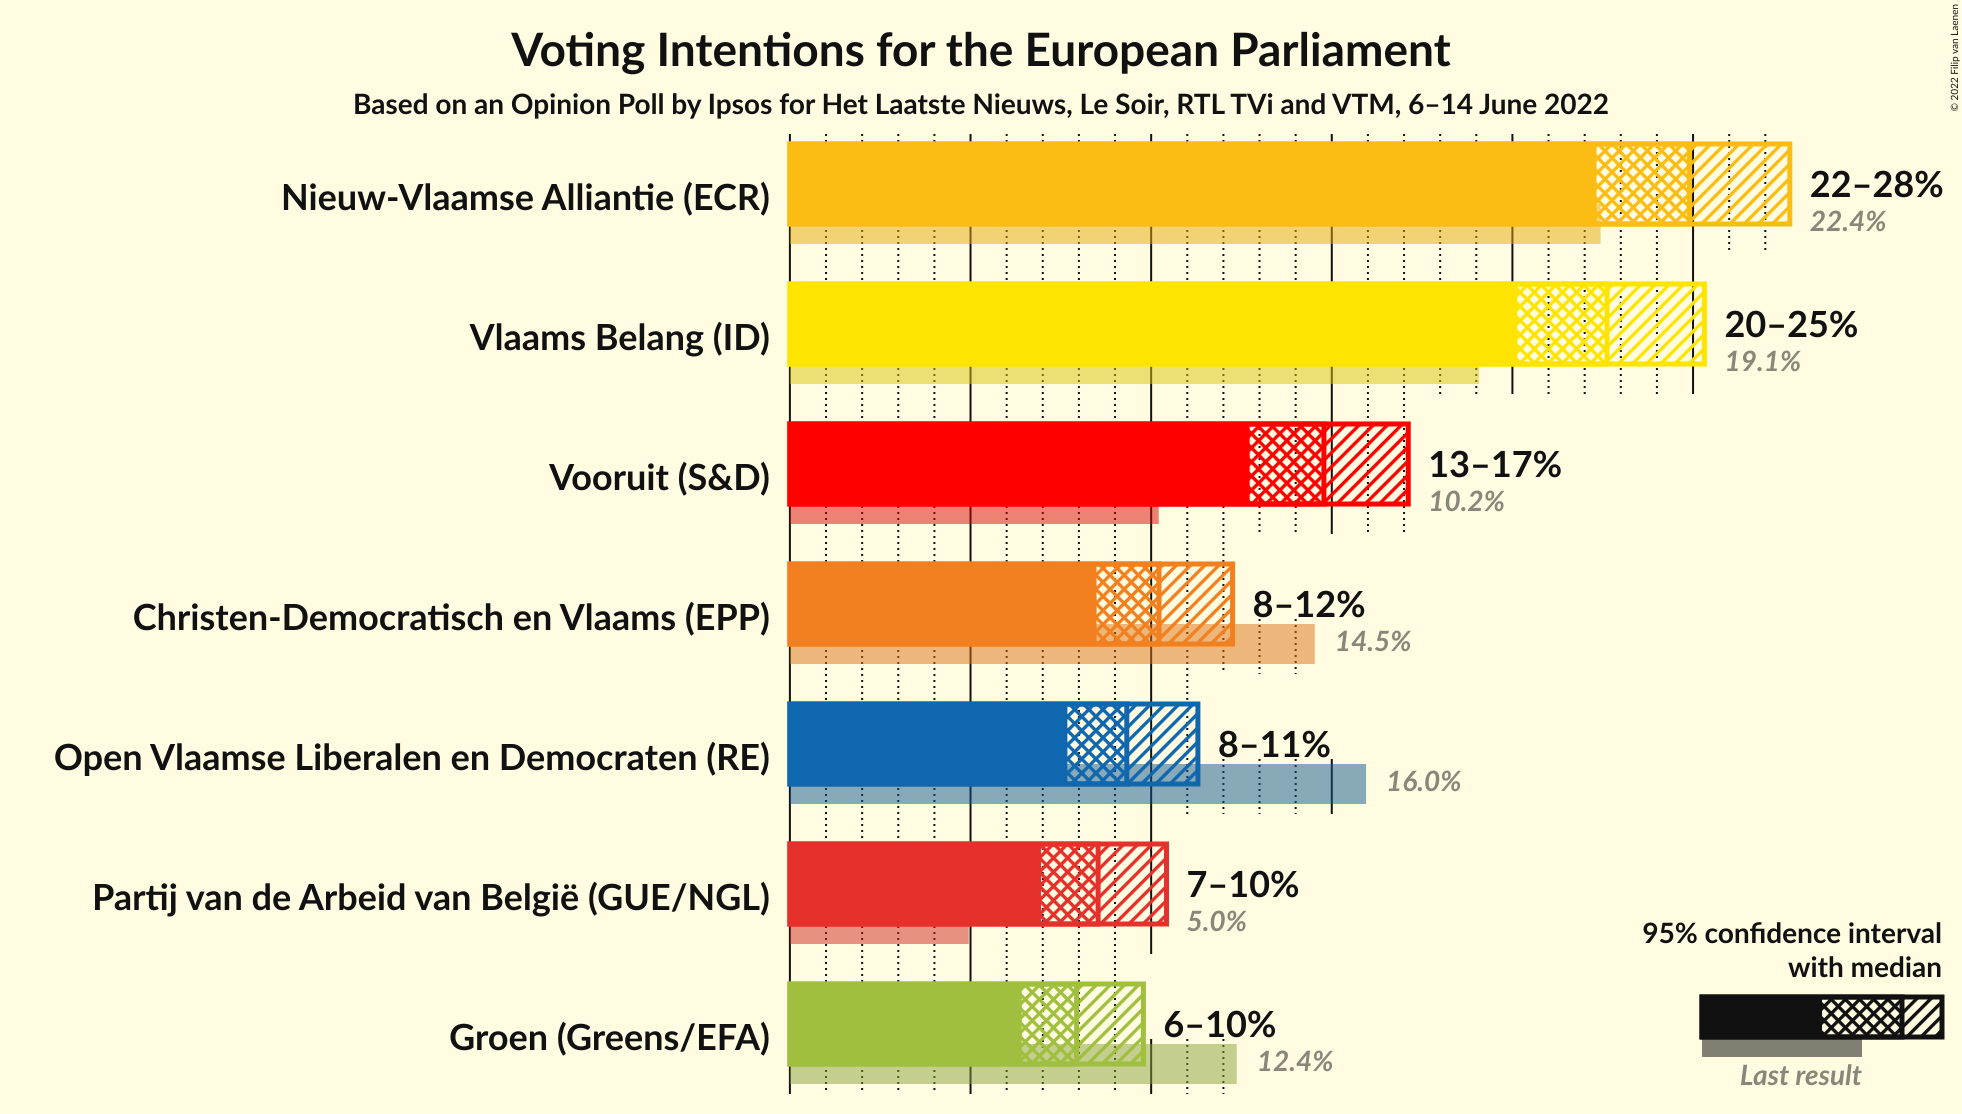 Voting Intentions for the European Parliament
Based on an Opinion Poll by Ipsos for Het Laatste Nieuws, Le Soir, RTL TVi and VTM, 6–14 June 2022
© 2022 Filip van Laenen
Nieuw-Vlaamse Alliantie (ECR)
22–28%
22.4%
Vlaams Belang (ID)
20–25%
19.1%
Vooruit (S&D)
13–17%
10.2%
Christen-Democratisch en Vlaams (EPP)
8–12%
14.5%
Open Vlaamse Liberalen en Democraten (RE)
8–11%
16.0%
Partij van de Arbeid van België (GUE/NGL)
7–10%
5.0%
Groen (Greens/EFA)
6–10%
12.4%
95% confidence interval
with median
Last result